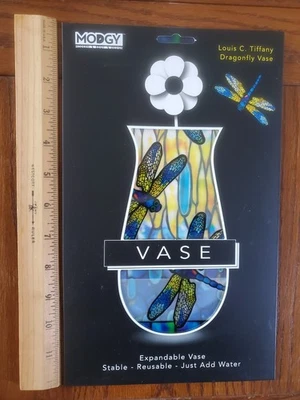 MODGY
Louis C. Tiffany
Dragonfly Vase
VASE
Expandable Vase
Stable - Reusable - Just Add Water